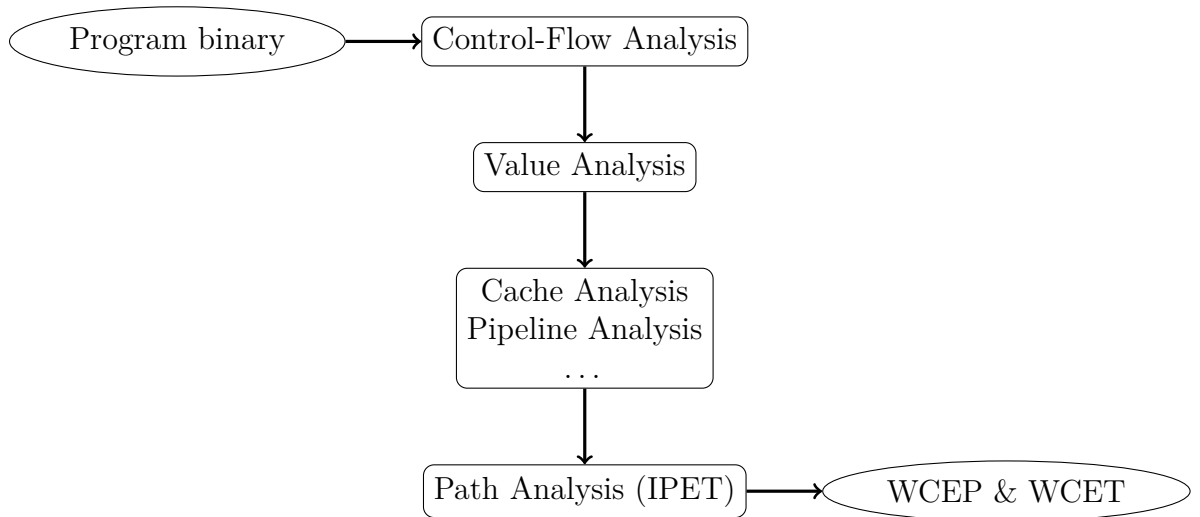 Program binary
Control-Flow Analysis
Value Analysis
Cache Analysis
Pipeline Analysis
...
Path Analysis (IPET)
WCEP & WCET